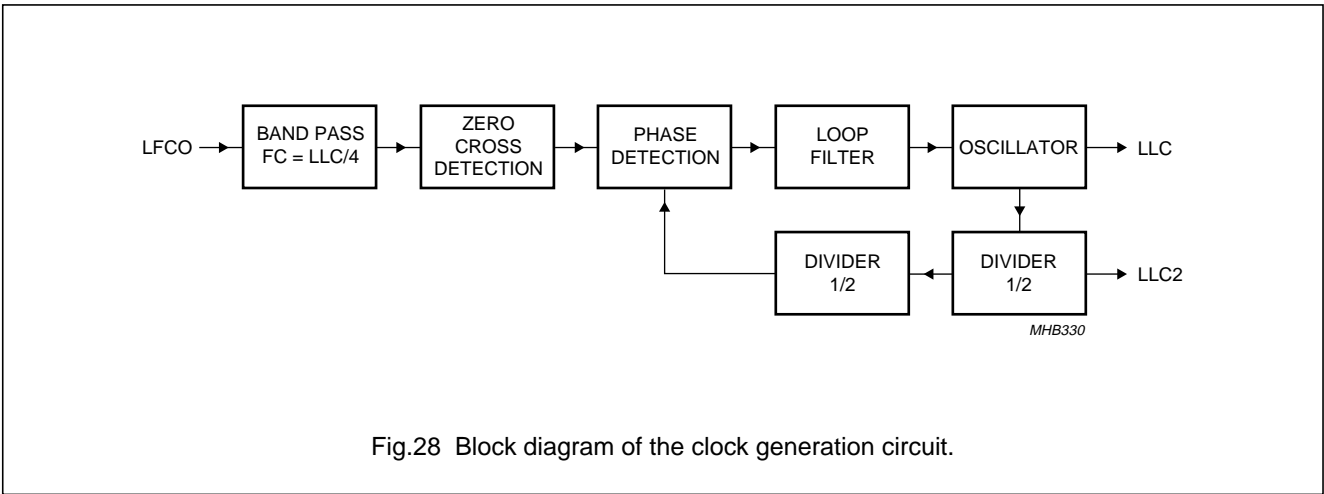 LFCO
BAND PASS
FC = LLC/4
ZERO
CROSS
DETECTION
PHASE
DETECTION
LOOP
FILTER
OSCILLATOR
LLC
DIVIDER
1/2
DIVIDER
1/2
LLC2
MHB330
Fig.28 Block diagram of the clock generation circuit.